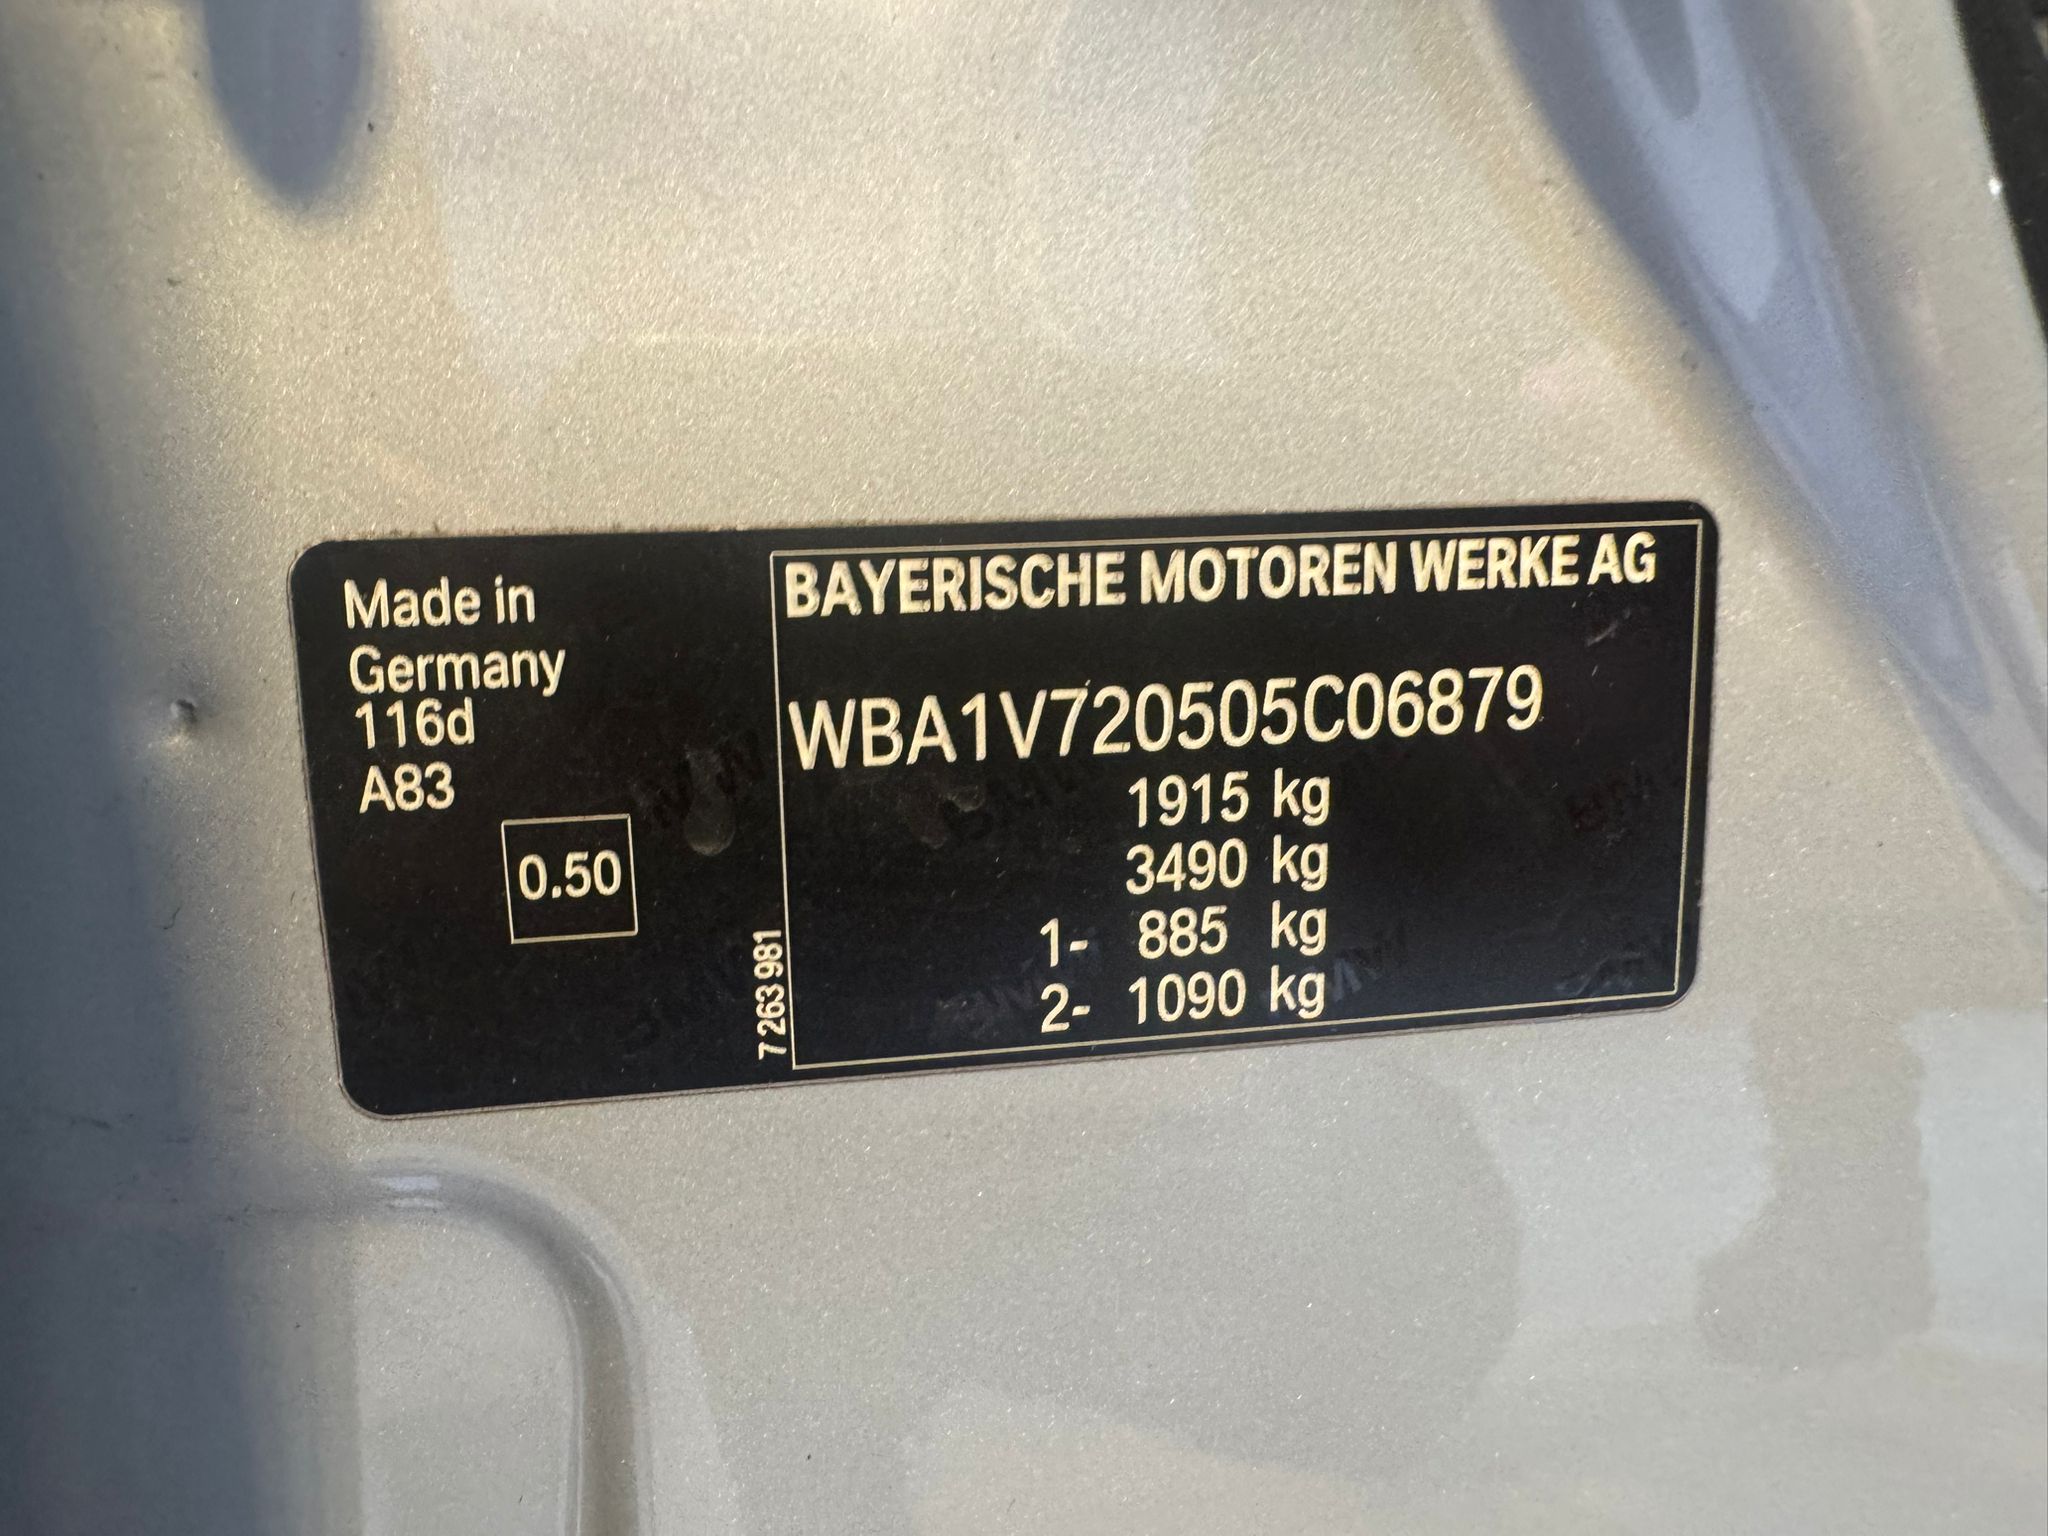 Made in
Germany
116d
A83
0.50
7 263 981
BAYERISCHE MOTOREN WERKE AG
WBA1V720505C06879
1915 kg
3490 kg
1- 885 kg
2- 1090 kg